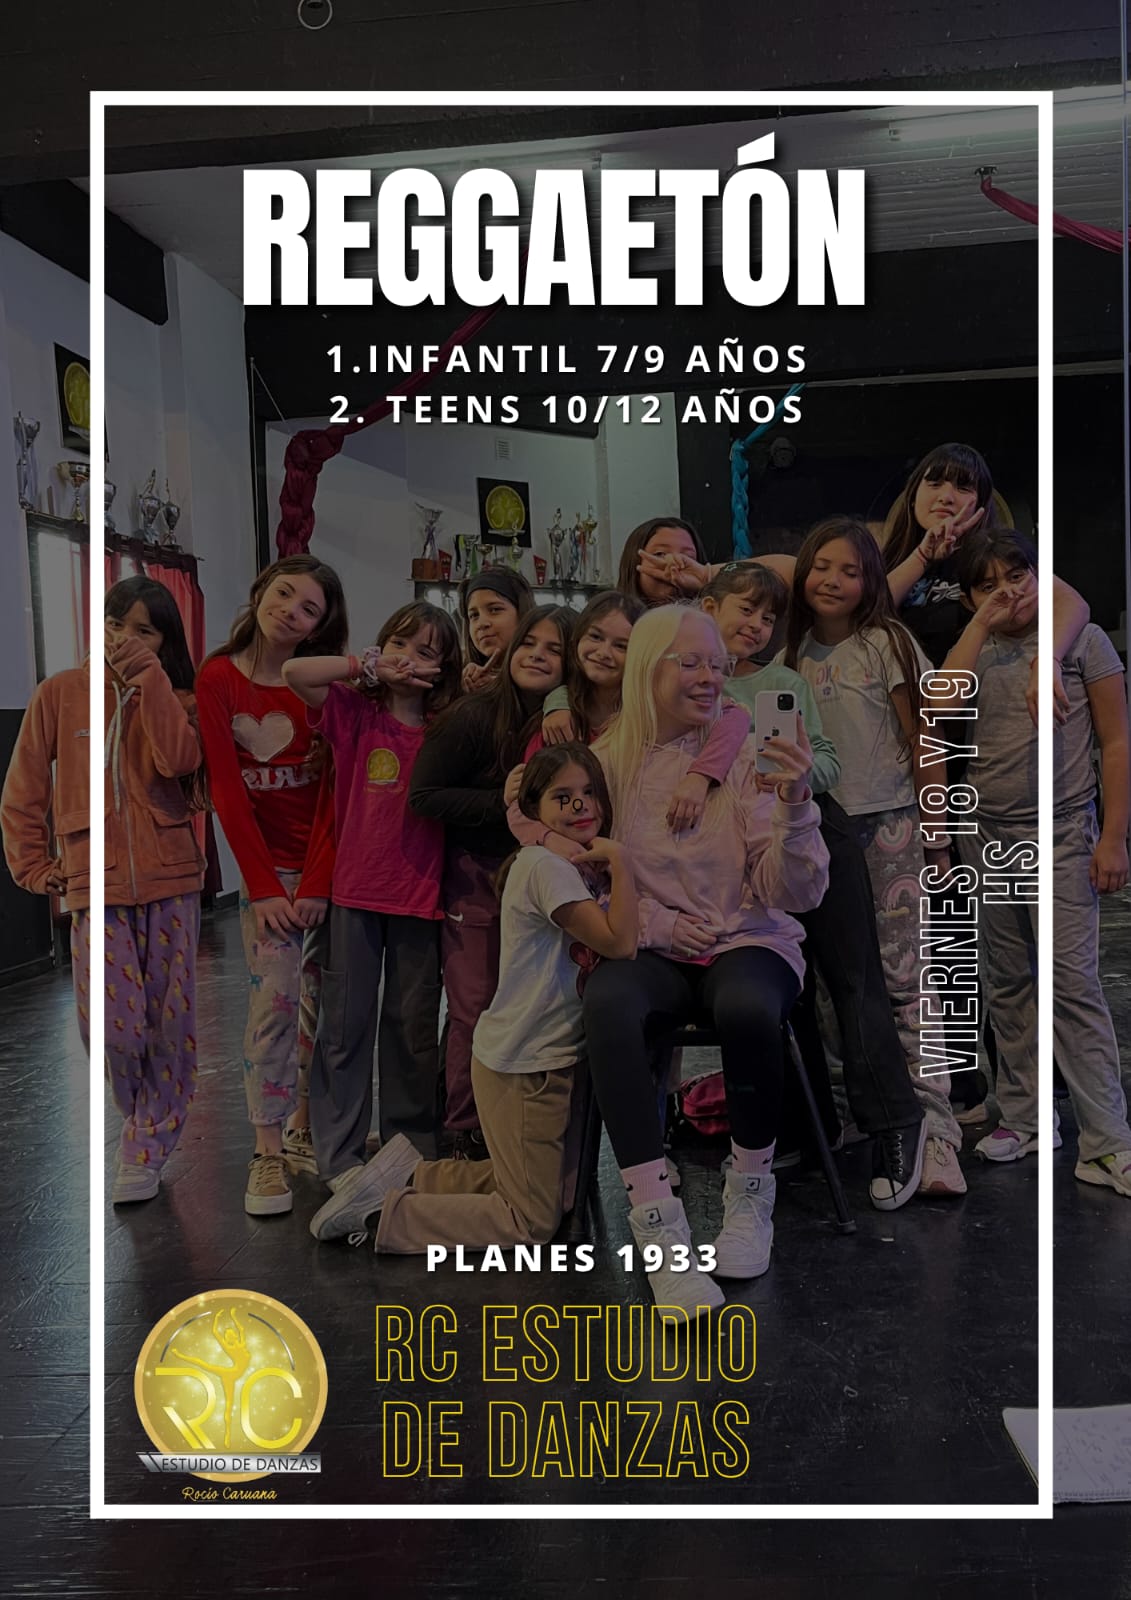 REGGAETÓN
1.INFANTIL 7/9 AÑOS
2. TEENS 10/12 AÑOS
VIERNES 18 Y 19
HS
Po
PLANES 1933
RC ESTUDIO
DE DANZAS
RC
ESTUDIO DE DANZAS
Rocío Caruana